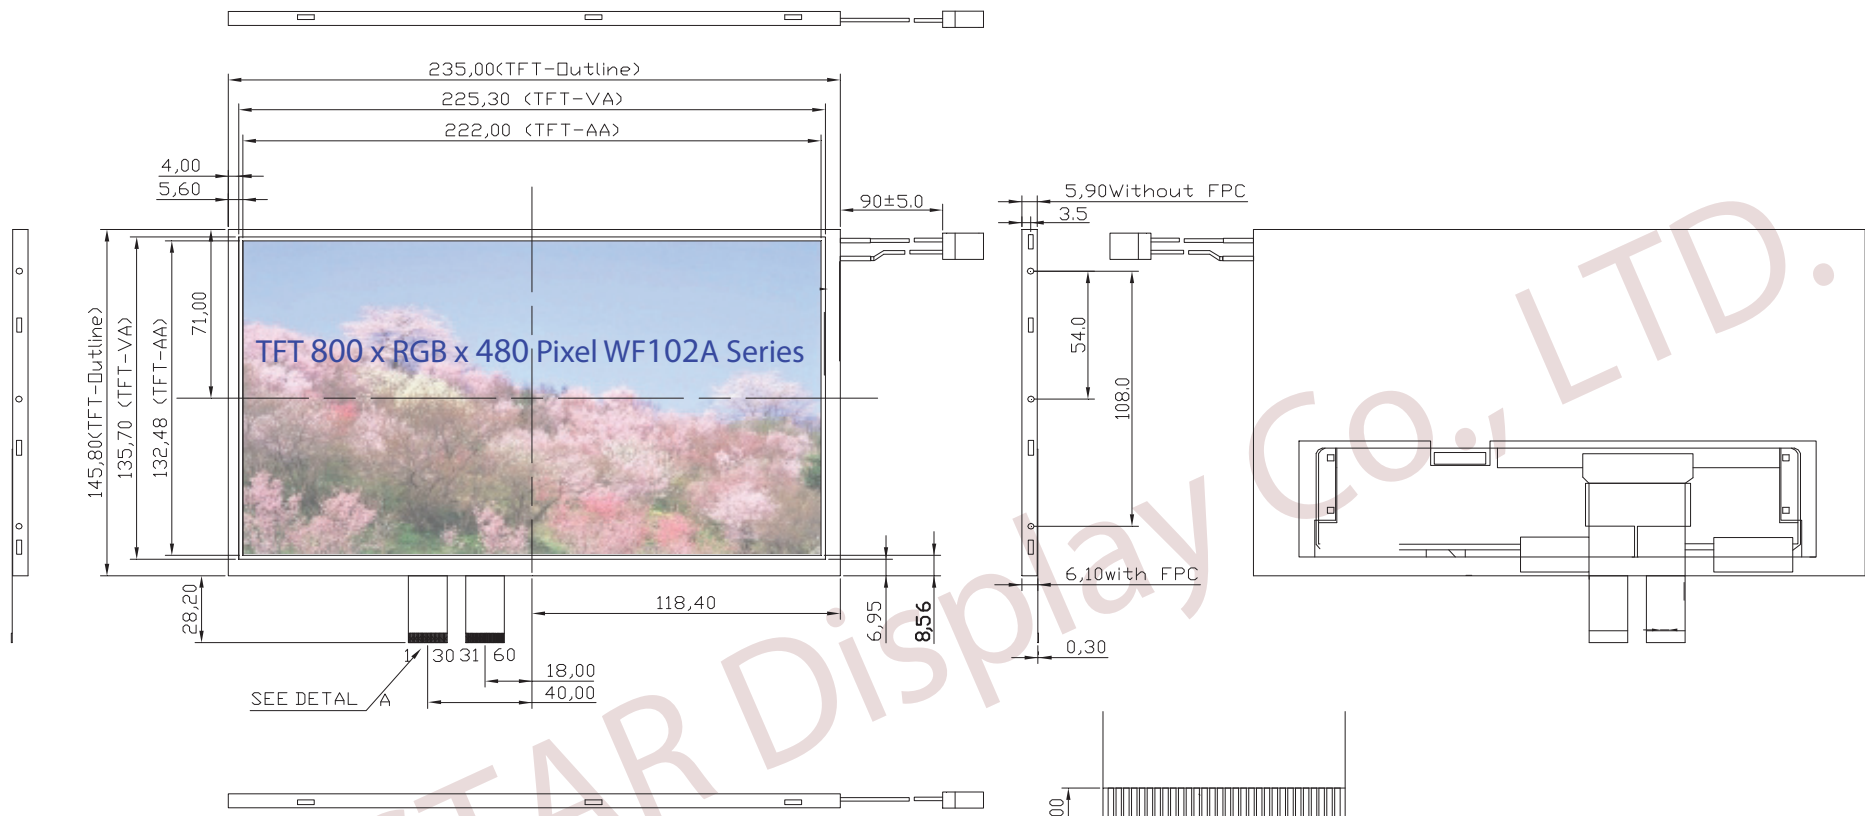 235,00(TFT-Outline)
225,30 (TFT-VA)
222,00 (TFT-AA)
4,00
5,60
90±5.0
5,90Without FPC
3.5
145,80(TFT-Outline)
135,70 (TFT-VA)
132,48 (TFT-AA)
71,00
TFT 800 x RGB x 480 Pixel WF102A Series
54.0
108.0
28,20
118,40
6,95
8,56
6,10with FPC
0,30
1 30 31 60
18,00
40,00
SEE DETAL A
STAR Display Co., LTD.